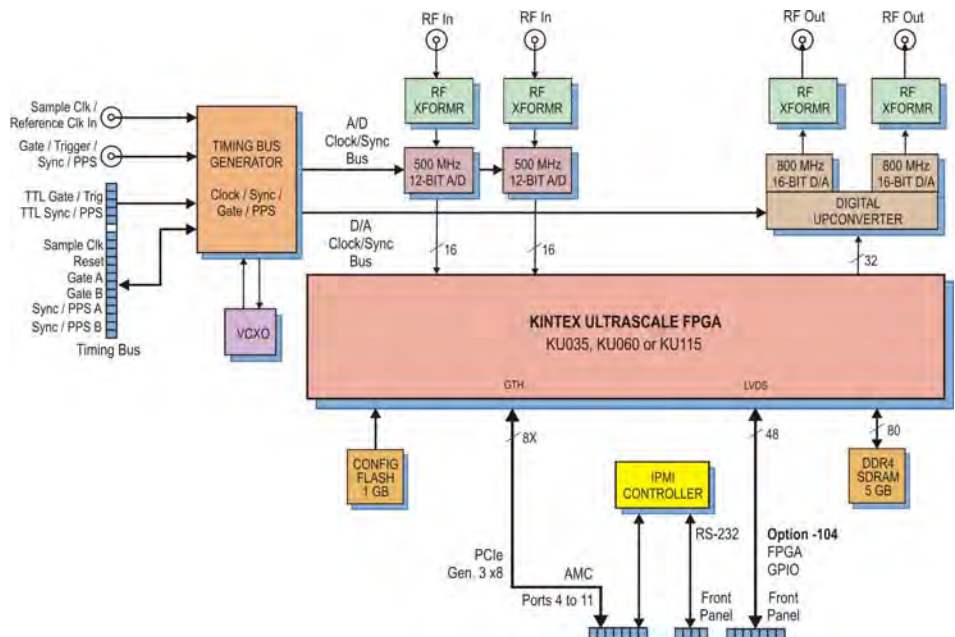 RF In
RF In
RF Out
RF Out
RF
XFORMR
RF
XFORMR
RF
XFORMR
RF
XFORMR
Sample Clk /
Reference Clk In
Gate / Trigger /
Sync / PPS
TTL Gate / Trig
TTL Sync / PPS
Sample Clk
Reset
Gate A
Gate B
Sync / PPS A
Sync / PPS B
Timing Bus
TIMING BUS
GENERATOR
Clock / Sync /
Gate / PPS
VCXO
A/D
Clock/Sync
Bus
D/A
Clock/Sync
Bus
500 MHz
12-BIT A/D
500 MHz
12-BIT A/D
800 MHz
16-BIT D/A
800 MHz
16-BIT D/A
DIGITAL
UPCONVERTER
16
16
32
KINTEX ULTRASCALE FPGA
KU035, KU060 or KU115
GTH
LVDS
8X
48
80
CONFIG
FLASH
1 GB
IPMI
CONTROLLER
DDR4
SDRAM
5 GB
RS-232
Option -104
FPGA
GPIO
PCIe
Gen. 3 x8
AMC
Ports 4 to 11
Front
Panel
Front
Panel